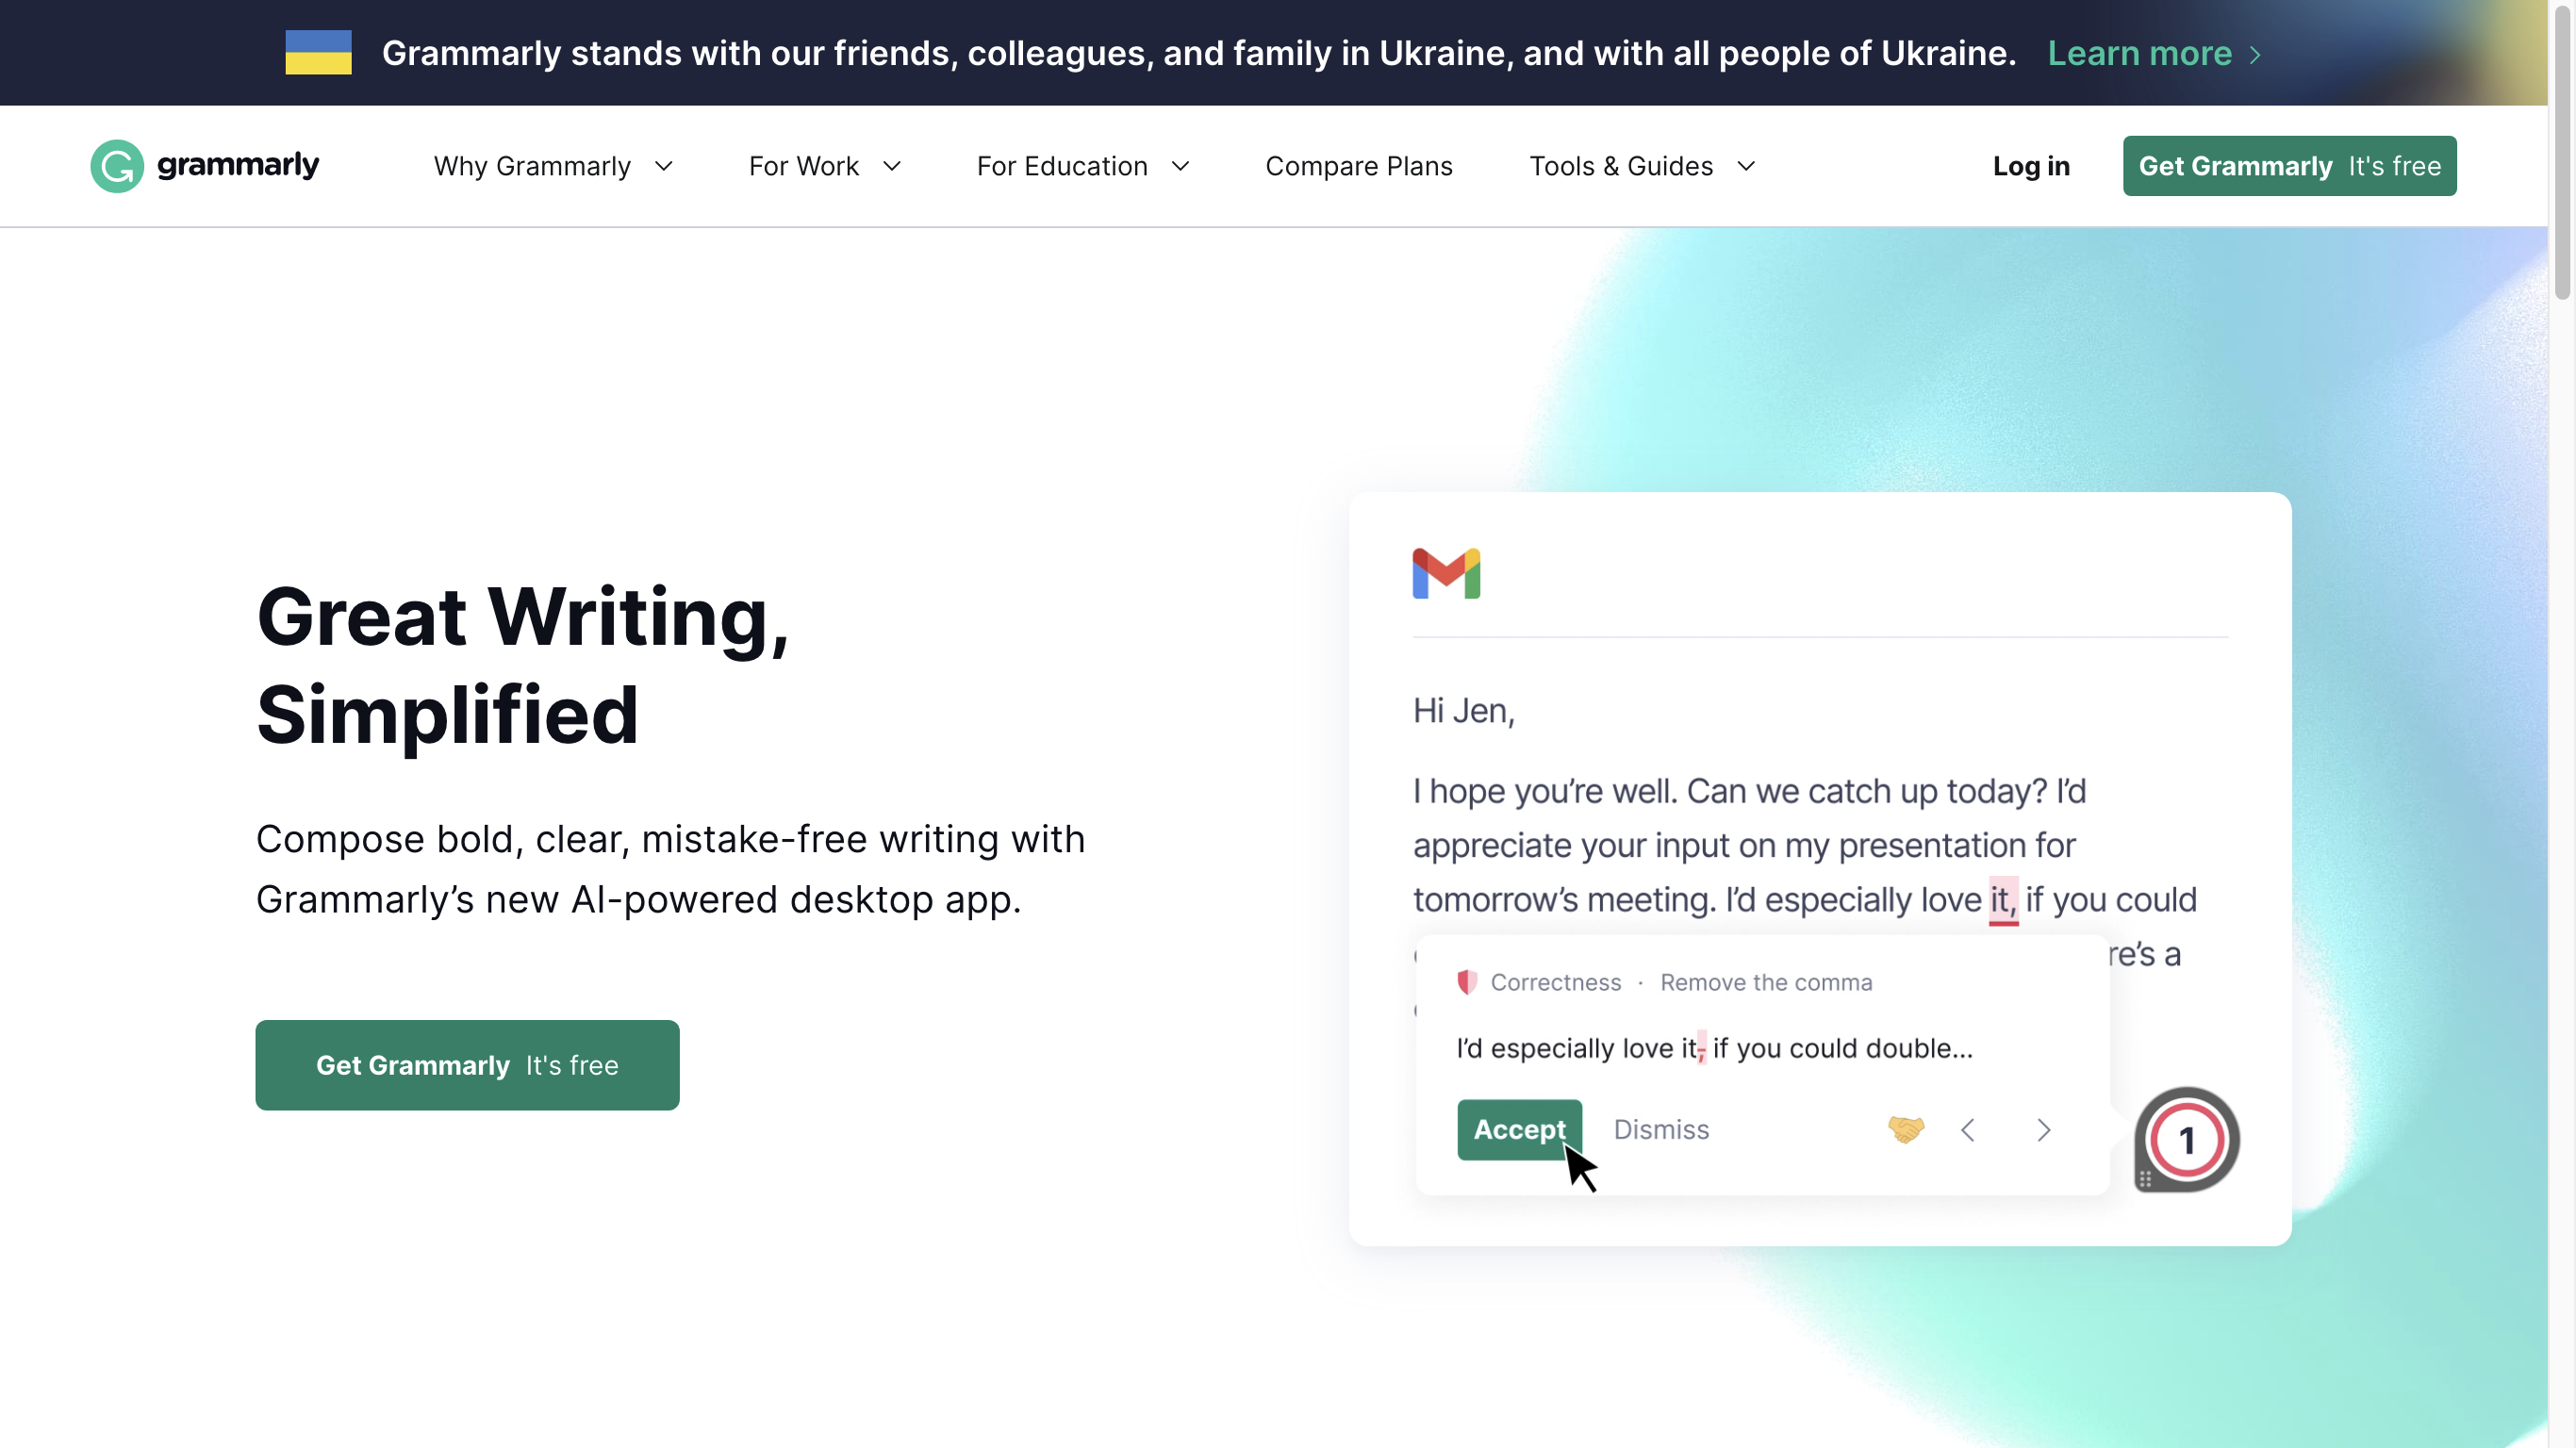 Grammarly stands with our friends, colleagues, and family in Ukraine, and with all people of Ukraine. Learn more
grammarly Why Grammarly For Work For Education Compare Plans Tools & Guides Log in Get Grammarly It's free
Great Writing,
Simplified
Compose bold, clear, mistake-free writing with
Grammarly’s new AI-powered desktop app.
Get Grammarly It's free
Hi Jen,
I hope you’re well. Can we catch up today? I’d
appreciate your input on my presentation for
tomorrow’s meeting. I’d especially love it, if you could
re’s a
Correctness · Remove the comma
I’d especially love it, if you could double...
Accept Dismiss
1